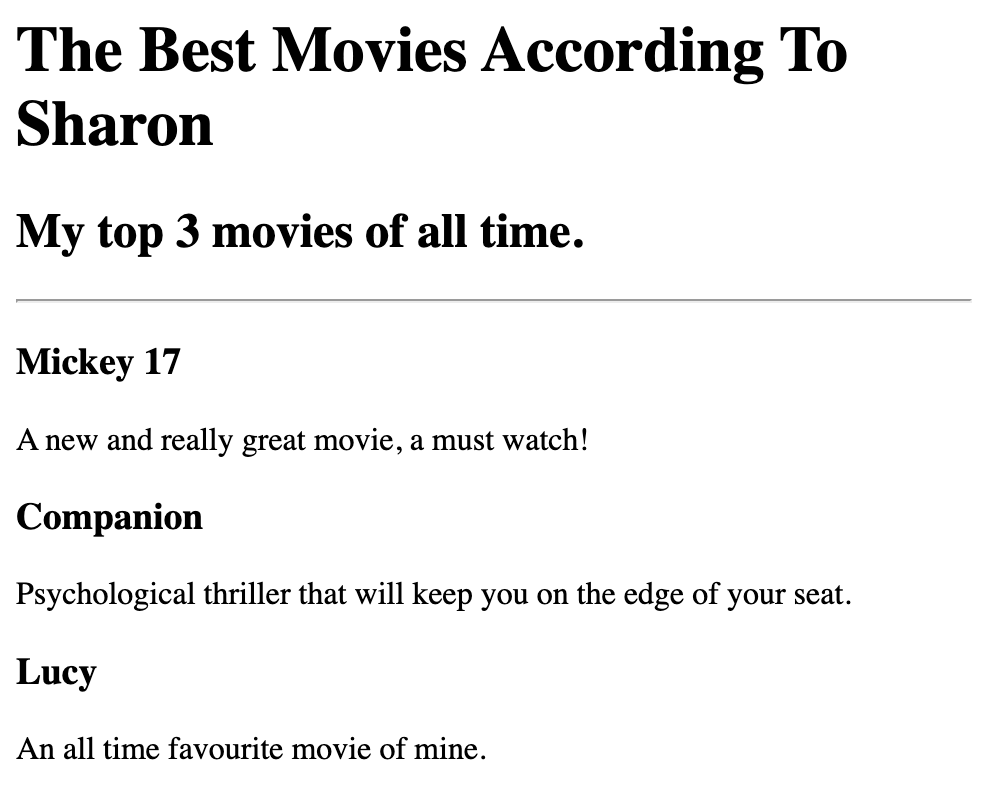 The Best Movies According To
Sharon
My top 3 movies of all time.
Mickey 17
A new and really great movie, a must watch!
Companion
Psychological thriller that will keep you on the edge of your seat.
Lucy
An all time favourite movie of mine.